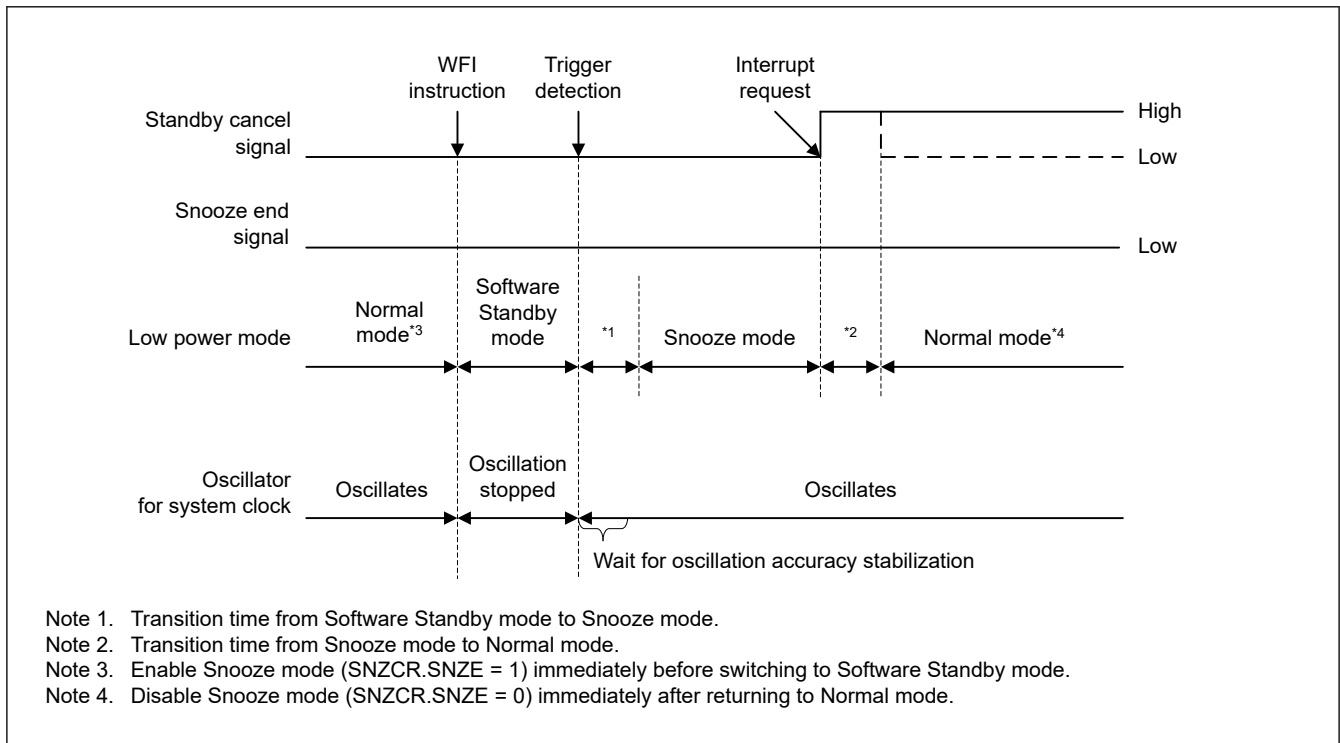 WFI
instruction
Trigger
detection
Interrupt
request
Standby cancel
signal
High
Low
Snooze end
signal
Low
Low power mode
Normal
mode*3
Software
Standby
mode
*1
Snooze mode
*2
Normal mode*4
Oscillator
for system clock
Oscillates
Oscillation
stopped
Oscillates
Wait for oscillation accuracy stabilization
Note 1. Transition time from Software Standby mode to Snooze mode.
Note 2. Transition time from Snooze mode to Normal mode.
Note 3. Enable Snooze mode (SNZCR.SNZE = 1) immediately before switching to Software Standby mode.
Note 4. Disable Snooze mode (SNZCR.SNZE = 0) immediately after returning to Normal mode.